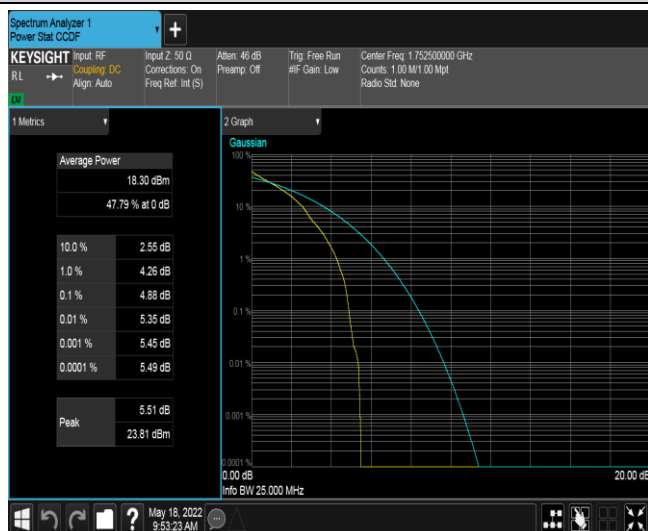 Spectrum Analyzer 1
Power Stat CCDF
KEYSIGHT
RL
Input: RF
Coupling: DC
Align: Auto
Input Z: 50 Ω
Corrections: On
Freq Ref: Int (S)
Atten: 46 dB
Preamp: Off
Trig: Free Run
#IF Gain: Low
Center Freq: 1.752500000 GHz
Counts: 1.00 M/1.00 Mpt
Radio Std: None
1 Metrics
Average Power
18.30 dBm
47.79 % at 0 dB
10.0 % 2.55 dB
1.0 % 4.26 dB
0.1 % 4.88 dB
0.01 % 5.35 dB
0.001 % 5.45 dB
0.0001 % 5.49 dB
Peak
5.51 dB
23.81 dBm
2 Graph
Gaussian
100 %
10 %
1 %
0.1 %
0.01 %
0.001 %
0.0001 %
0.00 dB 20.00 dB
Info BW 25.000 MHz
May 18, 2022
9:53:23 AM